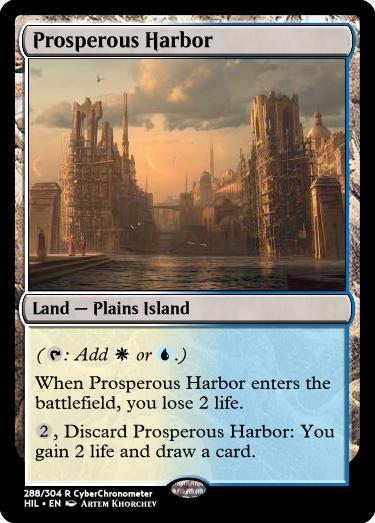 Prosperous Harbor
Land — Plains Island
(T: Add W or U.)
When Prosperous Harbor enters the
battlefield, you lose 2 life.
2, Discard Prosperous Harbor: You
gain 2 life and draw a card.
288/304 R CyberChronometer
HIL • EN Artem Khorchev